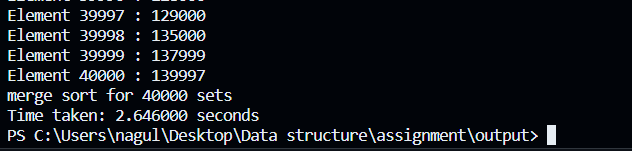 Element 39997 : 129000
Element 39998 : 135000
Element 39999 : 137999
Element 40000 : 139997
merge sort for 40000 sets
Time taken: 2.646000 seconds
PS C:\Users\nagul\Desktop\Data structure\assignment\output>